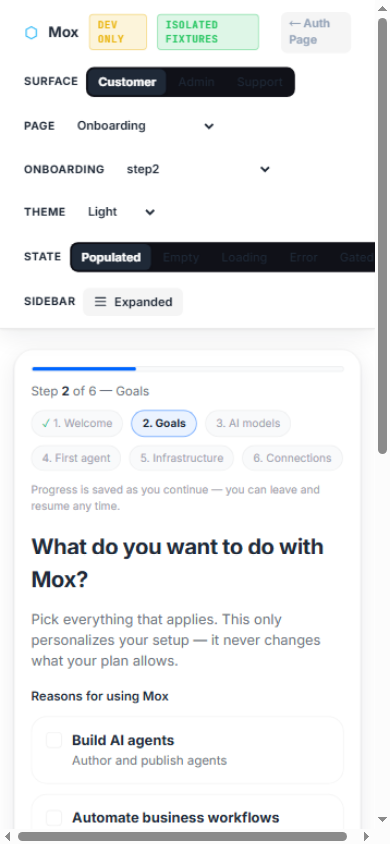 Mox
DEV ONLY
ISOLATED FIXTURES
← Auth Page
SURFACE Customer Admin Support
PAGE Onboarding
ONBOARDING step2
THEME Light
STATE Populated Empty Loading Error Gated
SIDEBAR Expanded
Step 2 of 6 — Goals
✓ 1. Welcome 2. Goals 3. AI models
4. First agent 5. Infrastructure 6. Connections
Progress is saved as you continue — you can leave and
resume any time.
What do you want to do with
Mox?
Pick everything that applies. This only
personalizes your setup — it never changes
what your plan allows.
Reasons for using Mox
Build AI agents
Author and publish agents
Automate business workflows